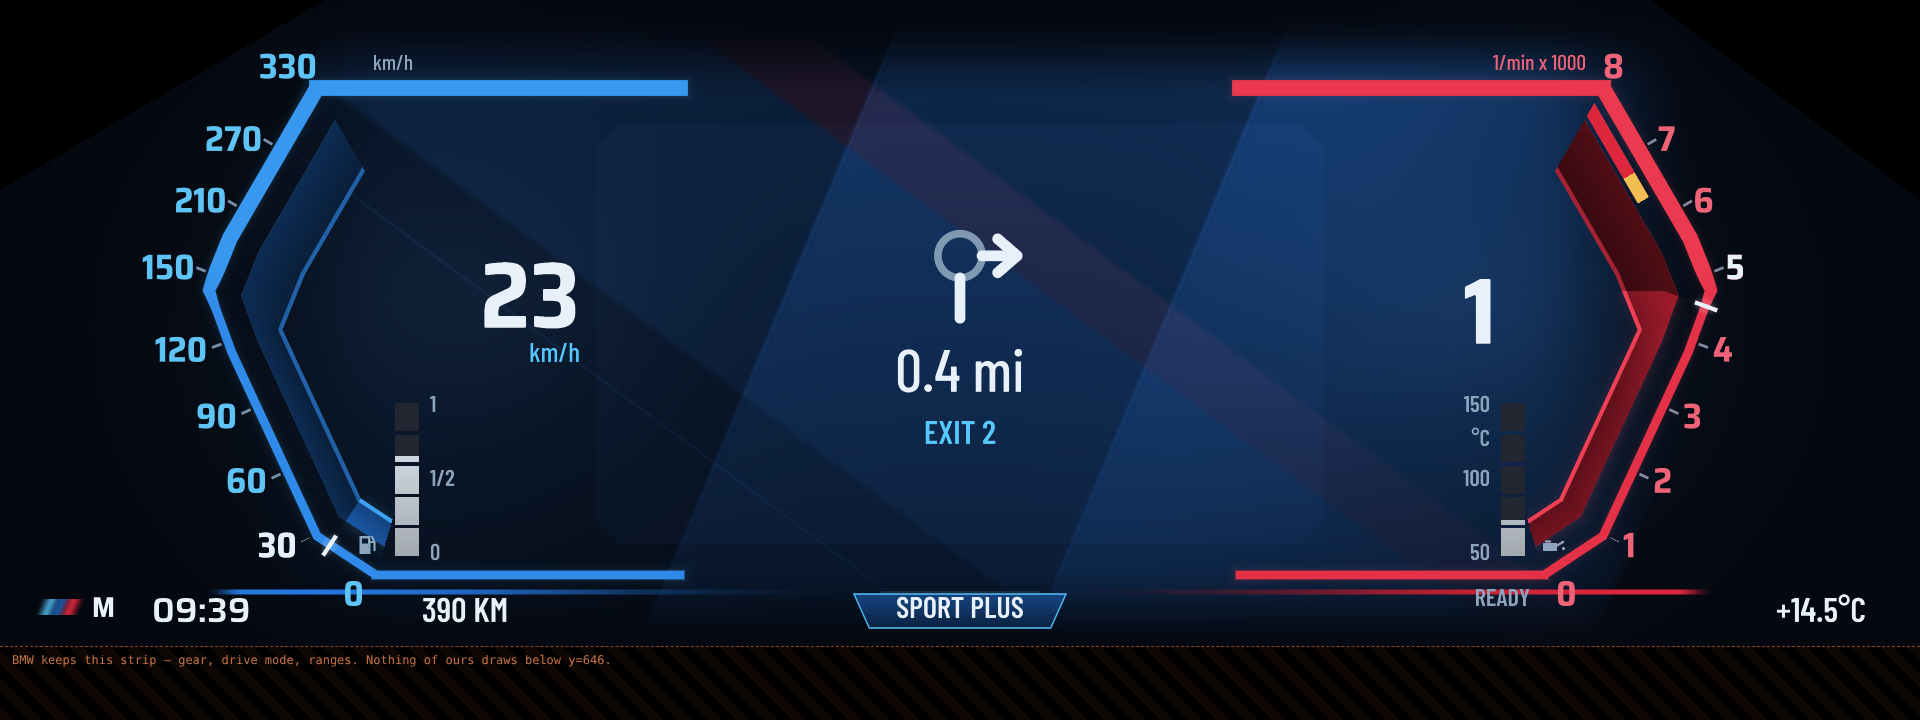 330
km/h
270
210
150
120
90
60
30
0
23
km/h
1
1/2
0
0.4 mi
EXIT 2
1/min x 1000
8
7
6
5
4
3
2
1
0
1
150
°C
100
50
READY
M
09:39
390 KM
SPORT PLUS
+14.5°C
BMW keeps this strip — gear, drive mode, ranges. Nothing of ours draws below y=646.